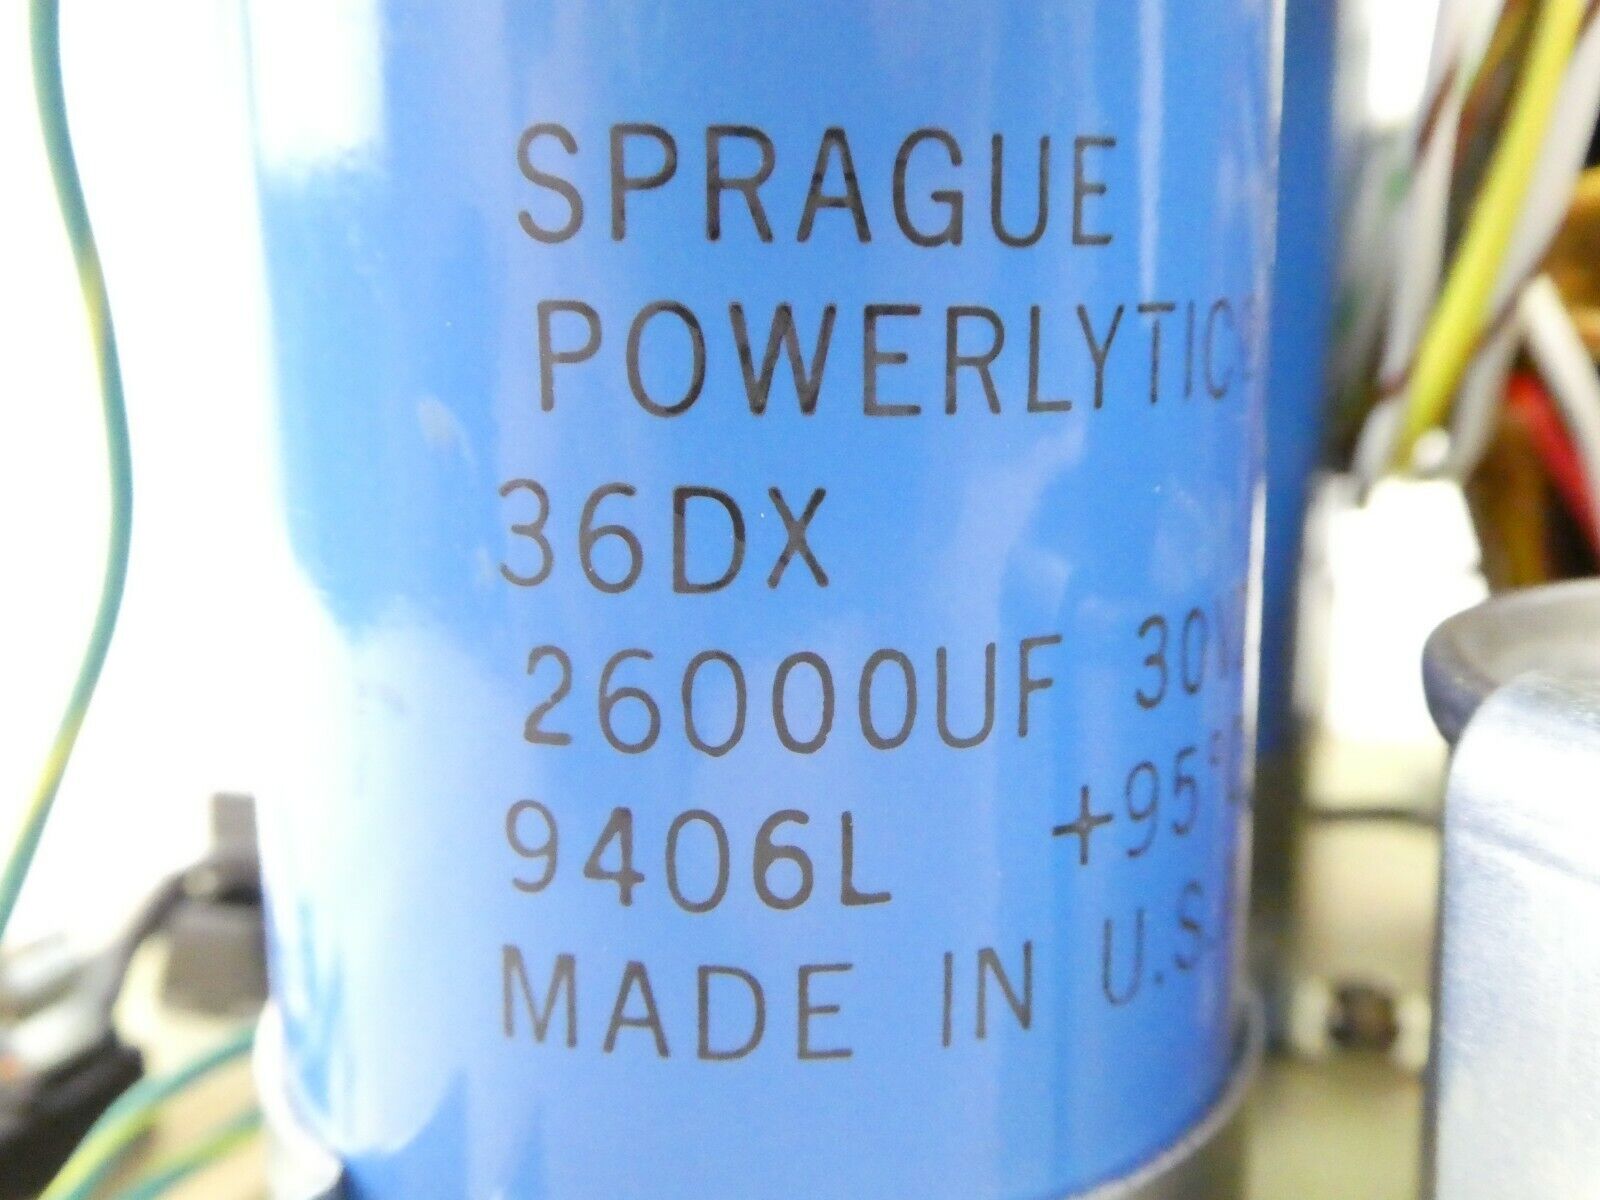 SPRAGUE
POWERLYTIC
36DX
26000UF 30V
9406L +95°
MADE IN U.S